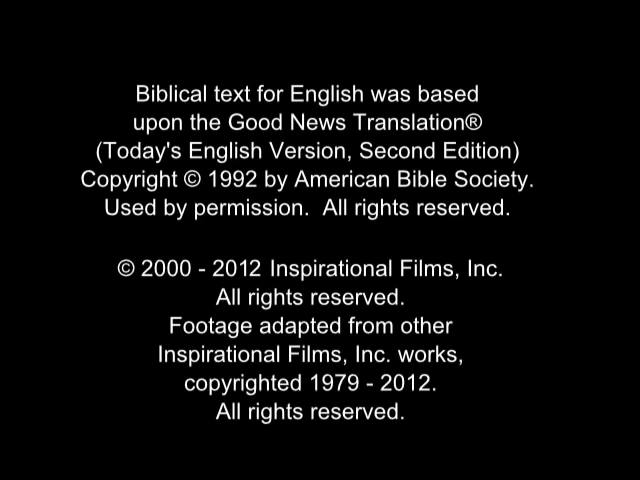 Biblical text for English was based
upon the Good News Translation®
(Today's English Version, Second Edition)
Copyright © 1992 by American Bible Society.
Used by permission.  All rights reserved.
© 2000 - 2012 Inspirational Films, Inc.
All rights reserved.
Footage adapted from other
Inspirational Films, Inc. works,
copyrighted 1979 - 2012.
All rights reserved.